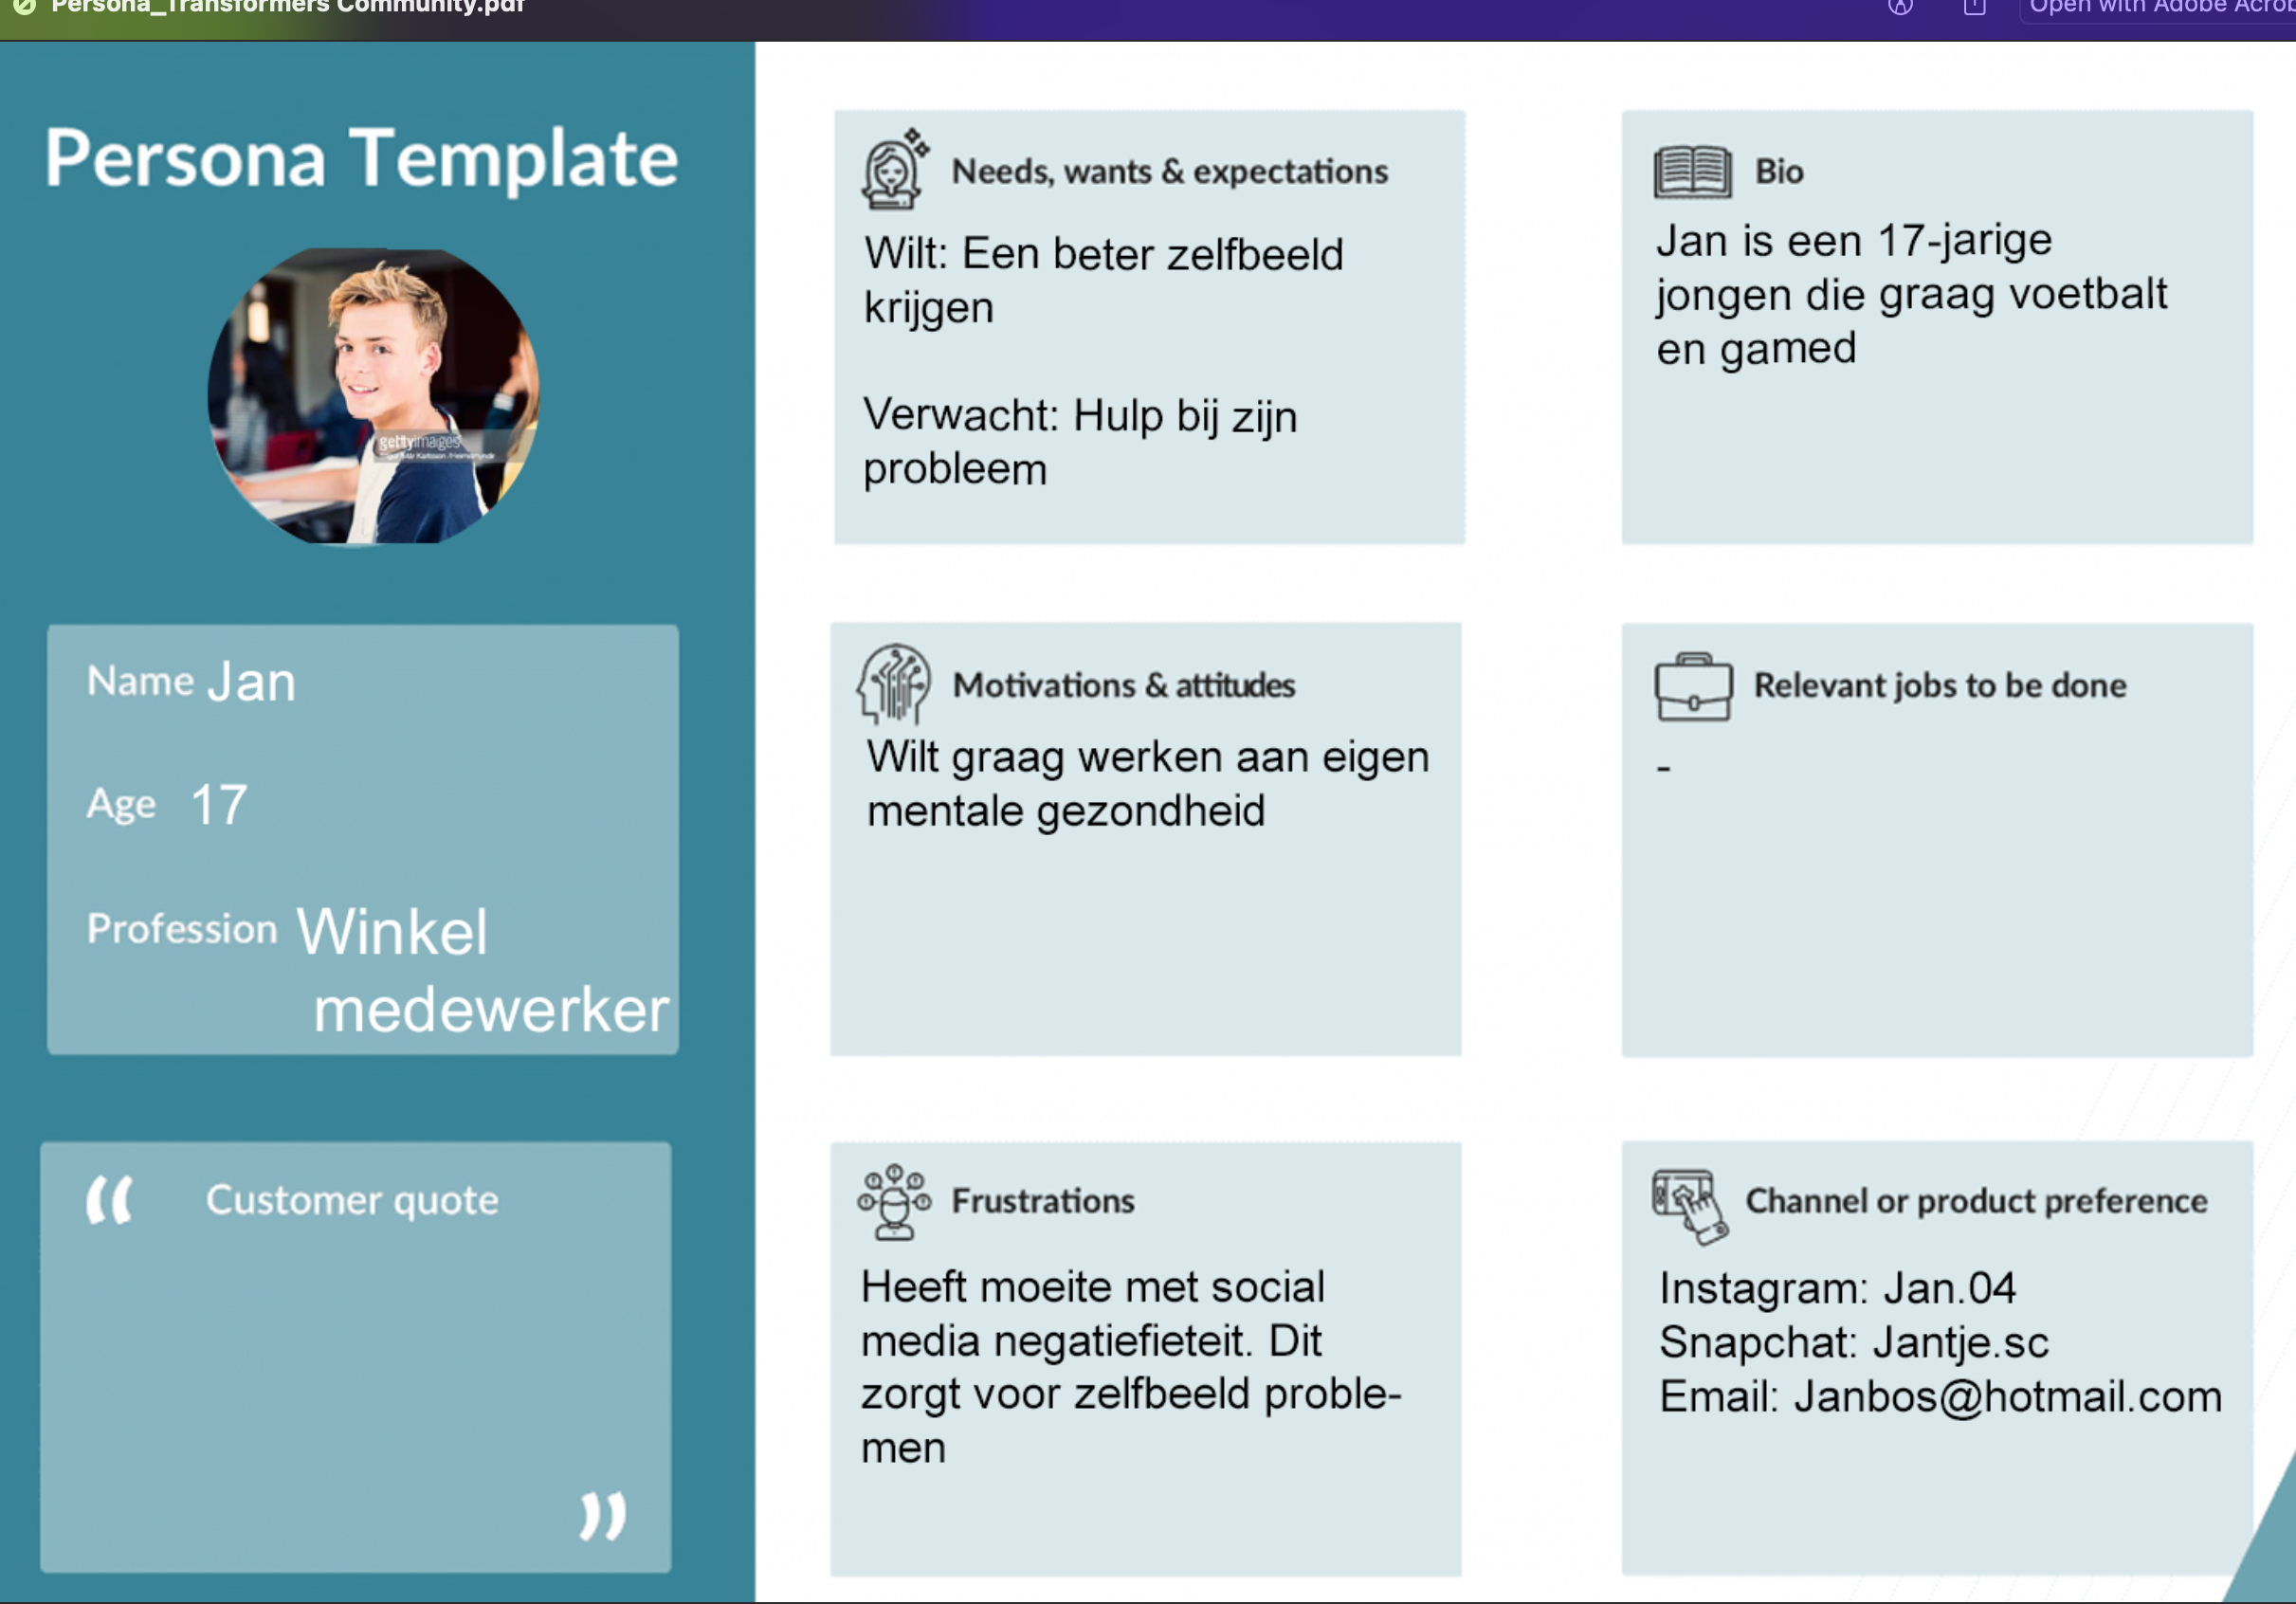 Persona_Transformers Community.pdf
Open with Adobe Acrob
Persona Template
gettyimages
Name Jan
Age 17
Profession Winkel
medewerker
Customer quote
Needs, wants & expectations
Wilt: Een beter zelfbeeld
krijgen
Verwacht: Hulp bij zijn
probleem
Bio
Jan is een 17-jarige
jongen die graag voetbalt
en gamed
Motivations & attitudes
Wilt graag werken aan eigen
mentale gezondheid
Relevant jobs to be done
-
Frustrations
Heeft moeite met social
media negatiefieteit. Dit
zorgt voor zelfbeeld proble-
men
Channel or product preference
Instagram: Jan.04
Snapchat: Jantje.sc
Email: Janbos@hotmail.com